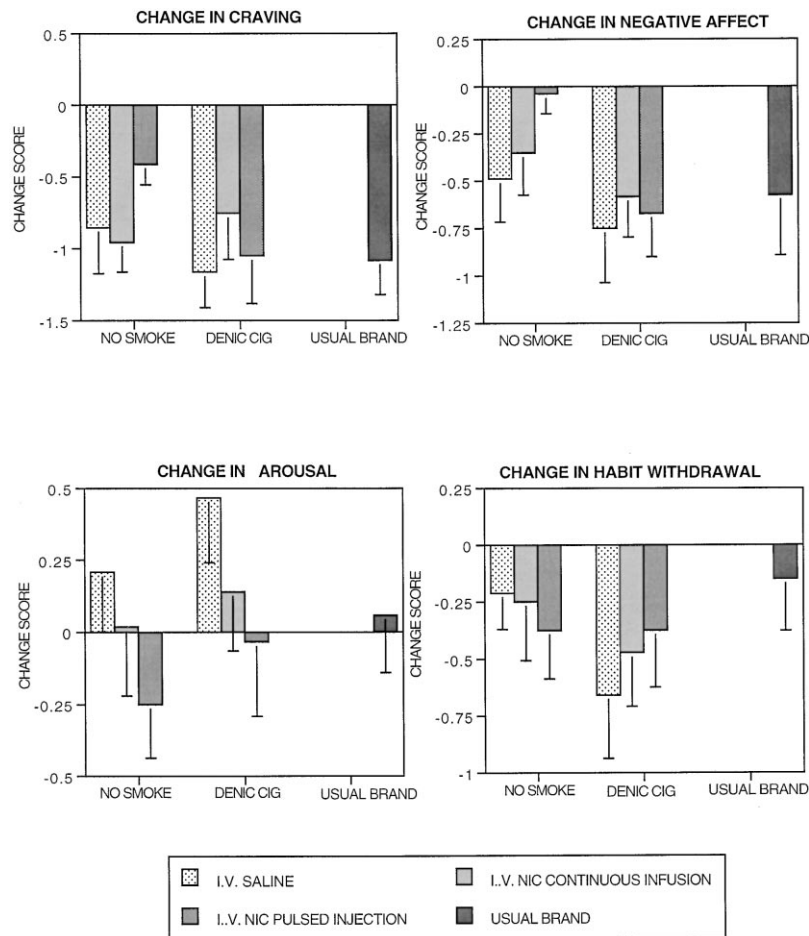 CHANGE IN CRAVING
0.5
0
-0.5
-1
-1.5
CHANGE SCORE
NO SMOKE
DENIC CIG
USUAL BRAND
CHANGE IN NEGATIVE AFFECT
0.25
0
-0.25
-0.5
-0.75
-1
-1.25
CHANGE SCORE
NO SMOKE
DENIC CIG
USUAL BRAND
CHANGE IN AROUSAL
0.5
0.25
0
-0.25
-0.5
CHANGE SCORE
NO SMOKE
DENIC CIG
USUAL BRAND
CHANGE IN HABIT WITHDRAWAL
0.25
0
-0.25
-0.5
-0.75
-1
CHANGE SCORE
NO SMOKE
DENIC CIG
USUAL BRAND
I.V. SALINE
I..V. NIC CONTINUOUS INFUSION
I..V. NIC PULSED INJECTION
USUAL BRAND